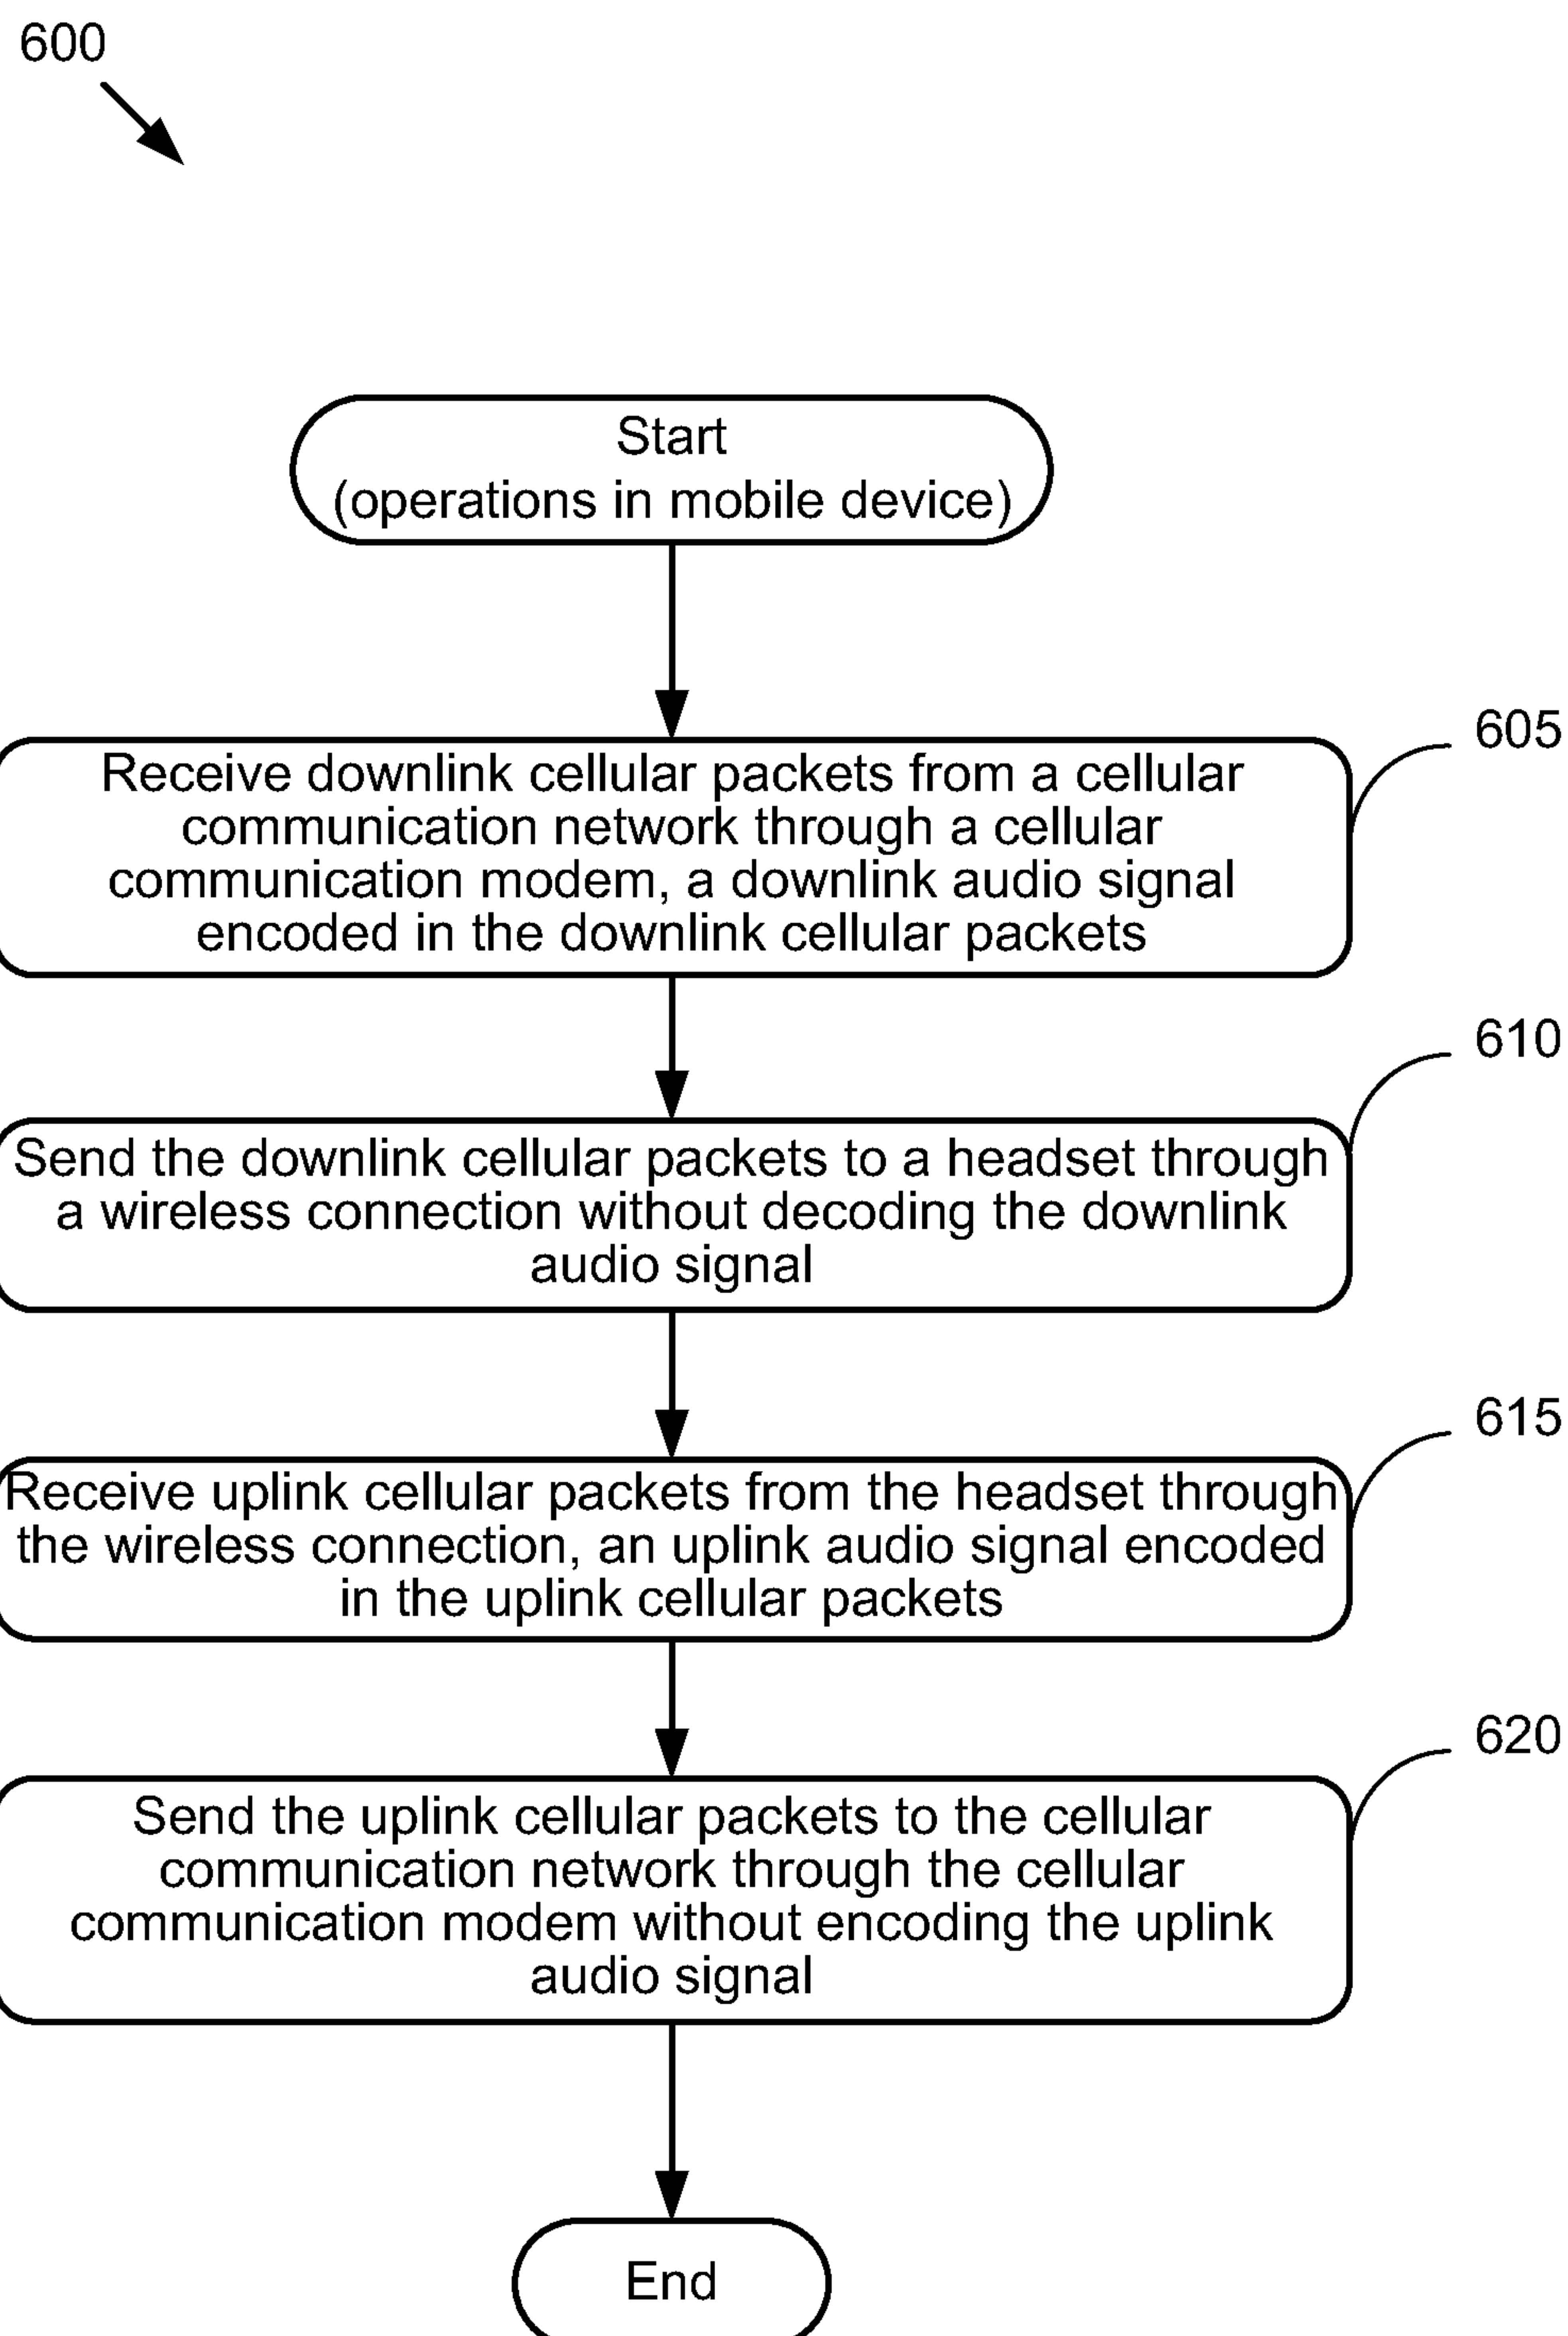 600
Start
(operations in mobile device)
605
Receive downlink cellular packets from a cellular
communication network through a cellular
communication modem, a downlink audio signal
encoded in the downlink cellular packets
610
Send the downlink cellular packets to a headset through
a wireless connection without decoding the downlink
audio signal
615
Receive uplink cellular packets from the headset through
the wireless connection, an uplink audio signal encoded
in the uplink cellular packets
620
Send the uplink cellular packets to the cellular
communication network through the cellular
communication modem without encoding the uplink
audio signal
End